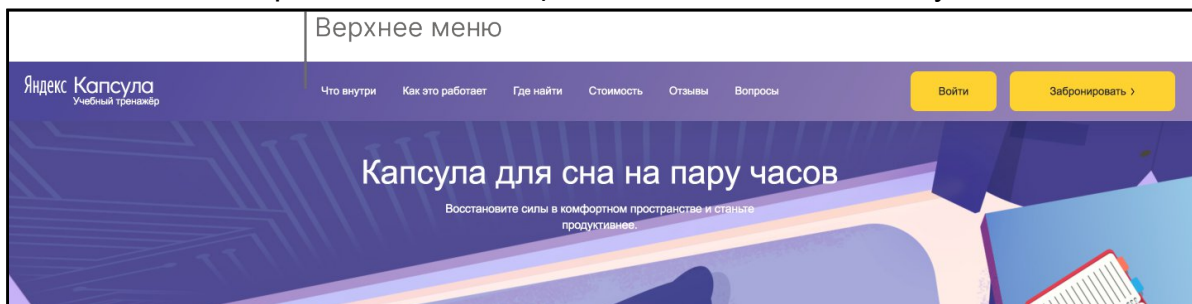 Верхнее меню
Яндекс Капсула
Учебный тренажёр
Что внутри Как это работает Где найти Стоимость Отзывы Вопросы
Войти
Забронировать >
Капсула для сна на пару часов
Восстановите силы в комфортном пространстве и станьте
продуктивнее.